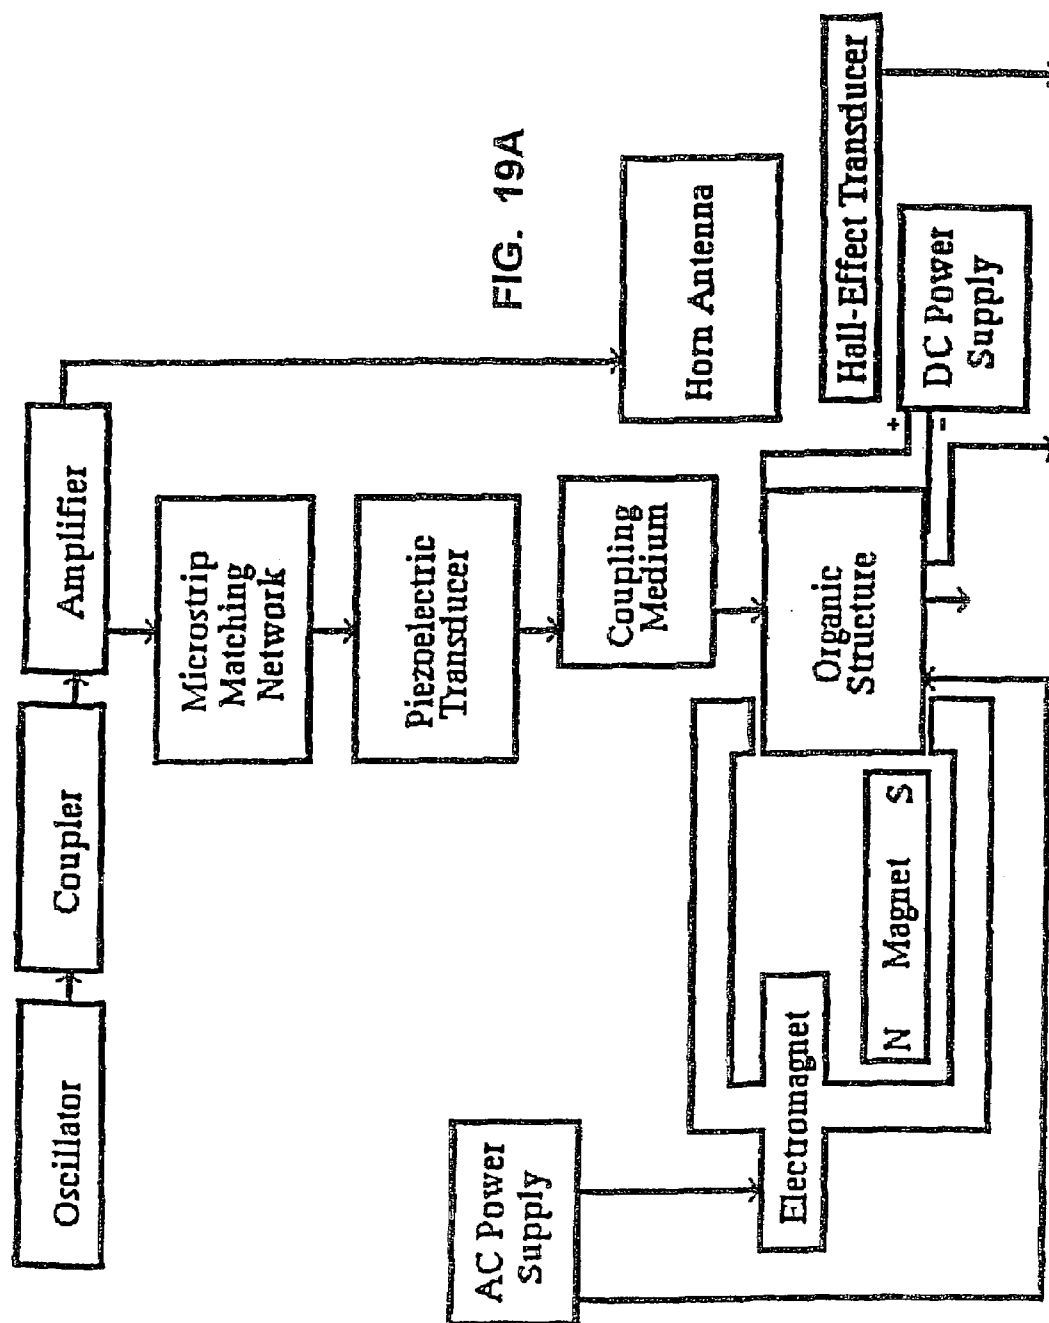 Oscillator
Coupler
Amplifier
Microstrip
Matching
Network
Piezoelectric
Transducer
Coupling
Medium
Horn Antenna
FIG. 19A
AC Power
Supply
Electromagnet
N Magnet S
Organic
Structure
+
-
DC Power
Supply
Hall-Effect Transducer